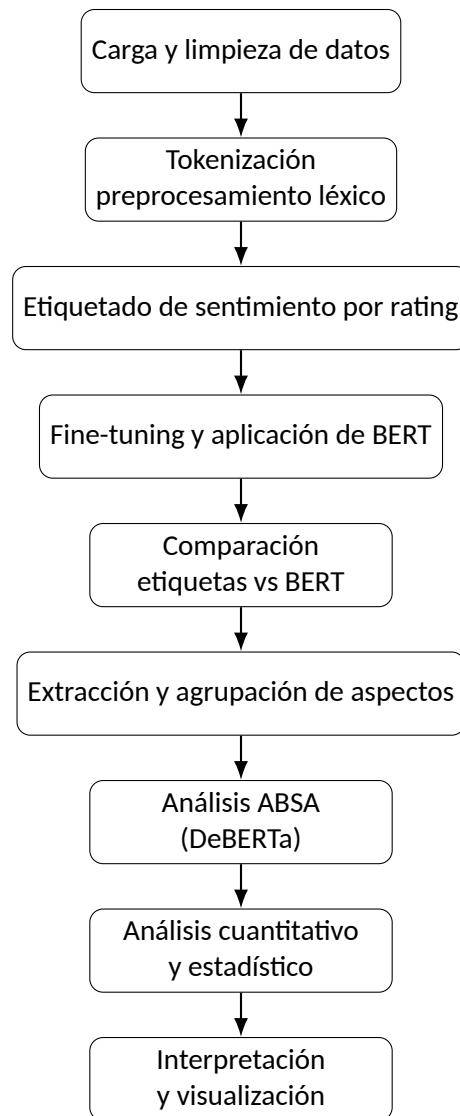 Carga y limpieza de datos
Tokenización
preprocesamiento léxico
Etiquetado de sentimiento por rating
Fine-tuning y aplicación de BERT
Comparación
etiquetas vs BERT
Extracción y agrupación de aspectos
Análisis ABSA
(DeBERTa)
Análisis cuantitativo
y estadístico
Interpretación
y visualización